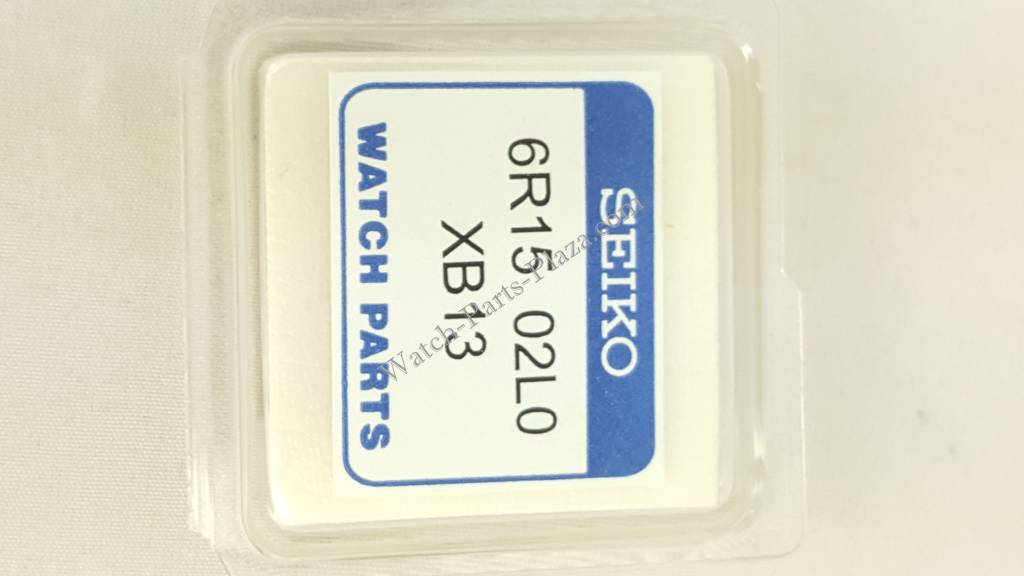 SEIKO
6R15 02L0
XB13
WATCH PARTS
Watch-Parts-Plaza.com